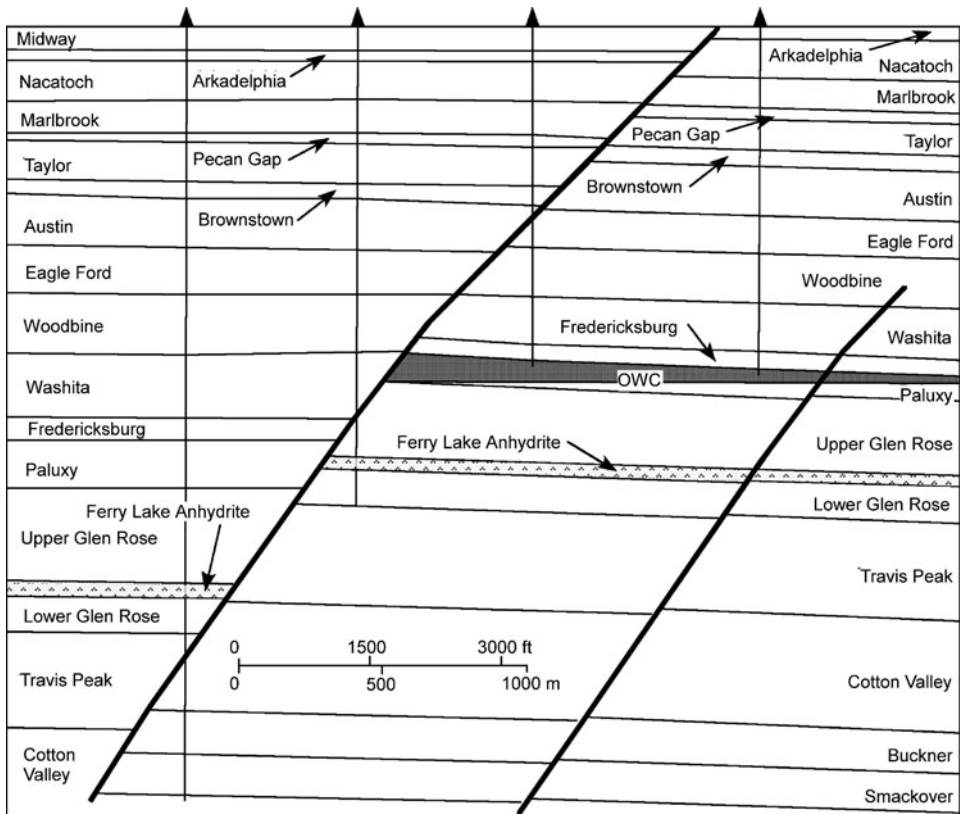 Midway
Arkadelphia
Nacatoch
Marlbrook
Pecan Gap
Taylor
Brownstown
Austin
Eagle Ford
Woodbine
Washita
Fredericksburg
Paluxy
Ferry Lake Anhydrite
Upper Glen Rose
Lower Glen Rose
Travis Peak
Cotton
Valley
0 1500 3000 ft
0 500 1000 m
Arkadelphia
Nacatoch
Marlbrook
Pecan Gap
Taylor
Brownstown
Austin
Eagle Ford
Woodbine
Fredericksburg
Washita
OWC
Paluxy
Ferry Lake Anhydrite
Upper Glen Rose
Lower Glen Rose
Travis Peak
Cotton Valley
Buckner
Smackover